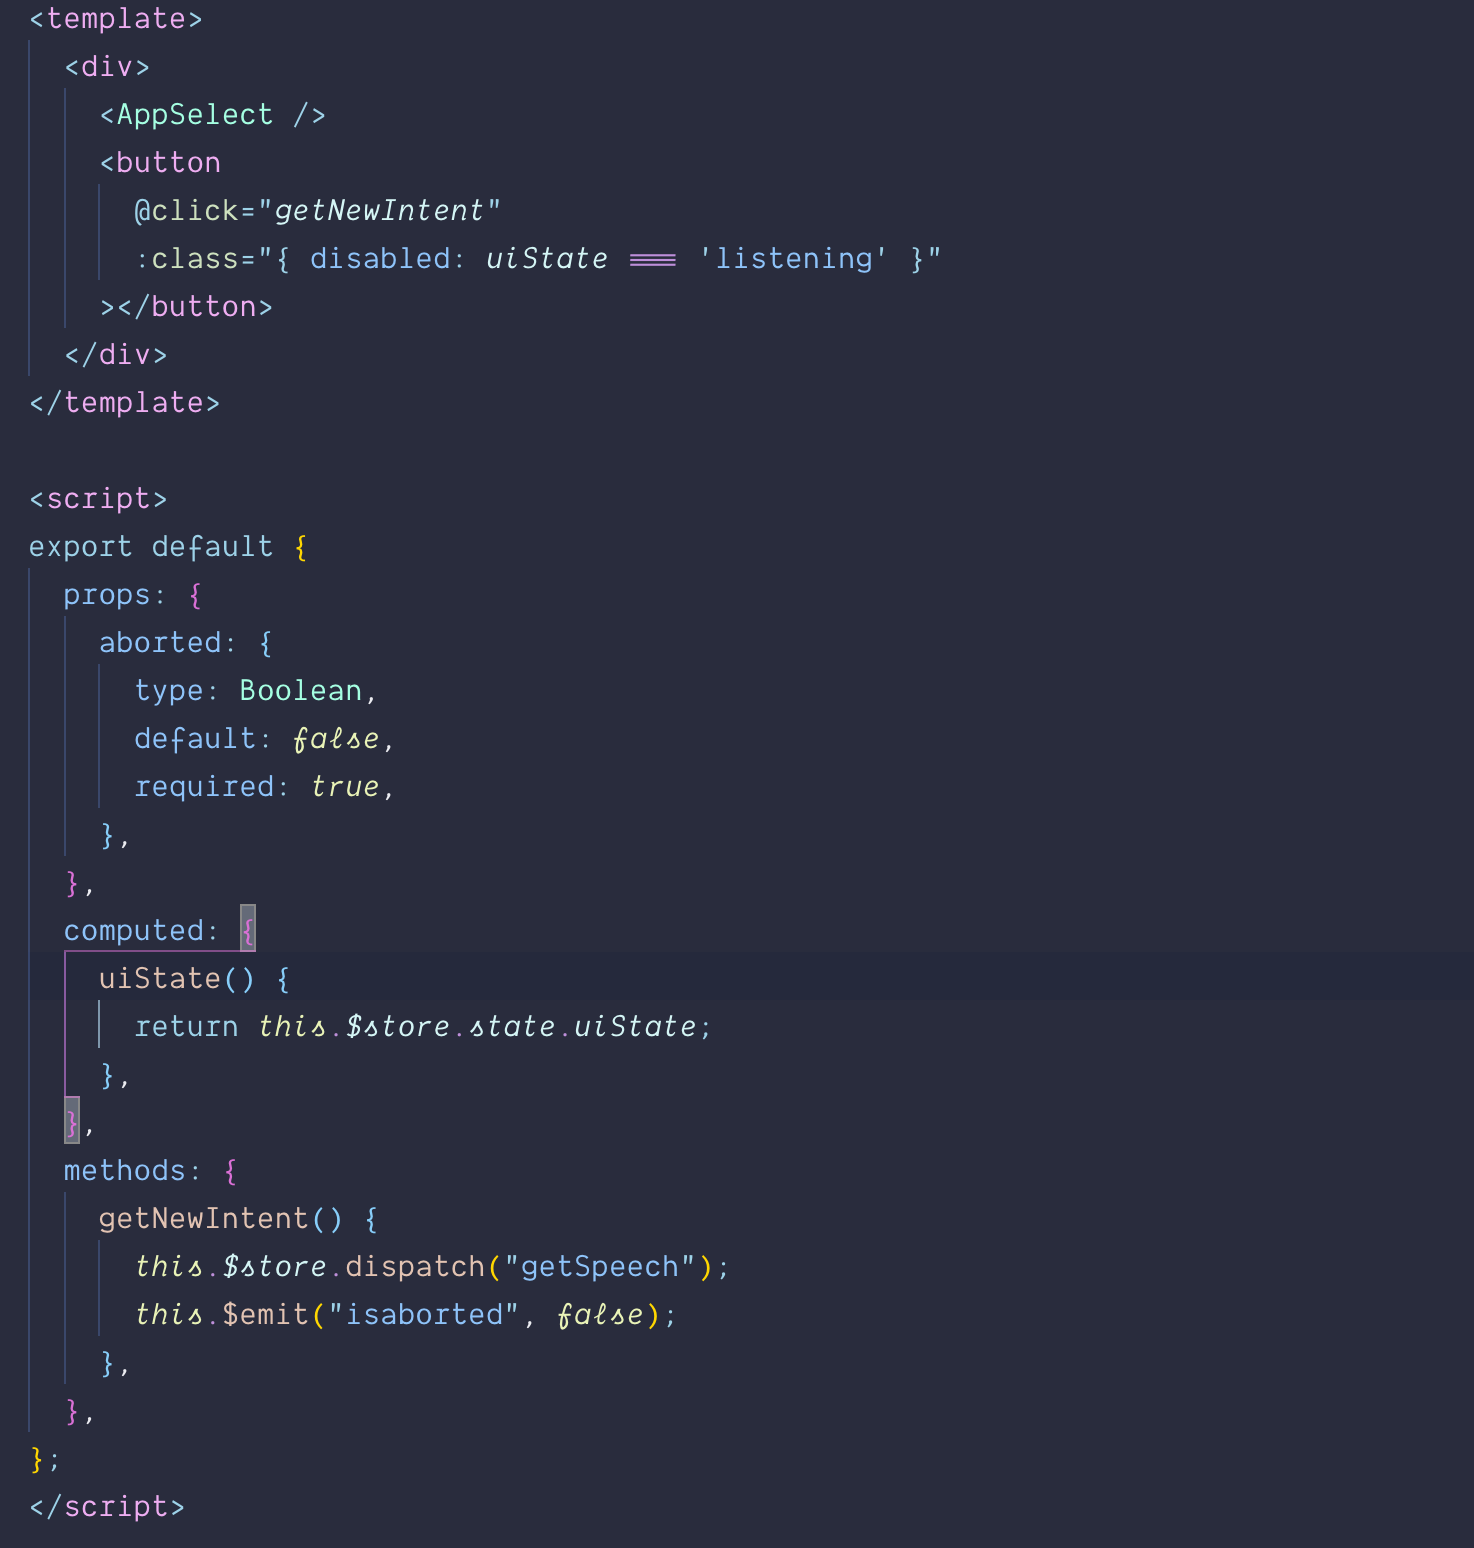 <template>
  <div>
    <AppSelect />
    <button
      @click="getNewIntent"
      :class="{ disabled: uiState === 'listening' }"
    ></button>
  </div>
</template>

<script>
export default {
  props: {
    aborted: {
      type: Boolean,
      default: false,
      required: true,
    },
  },
  computed: {
    uiState() {
      return this.$store.state.uiState;
    },
  },
  methods: {
    getNewIntent() {
      this.$store.dispatch("getSpeech");
      this.$emit("isaborted", false);
    },
  },
};
</script>